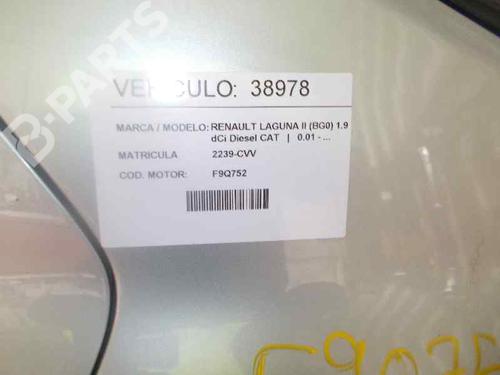 B-PARTS
VEHICULO: 38978
MARCA / MODELO: RENAULT LAGUNA II (BG0) 1.9
dCi Diesel CAT | 0.01 - ...
MATRICULA 2239-CVV
COD. MOTOR: F9Q752